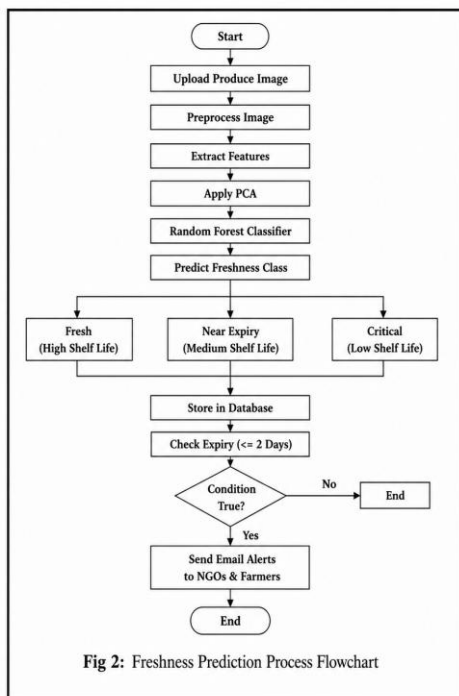 Start
Upload Produce Image
Preprocess Image
Extract Features
Apply PCA
Random Forest Classifier
Predict Freshness Class
Fresh
(High Shelf Life)
Near Expiry
(Medium Shelf Life)
Critical
(Low Shelf Life)
Store in Database
Check Expiry (<= 2 Days)
Condition
True?
No
End
Yes
Send Email Alerts
to NGOs & Farmers
End
Fig 2: Freshness Prediction Process Flowchart